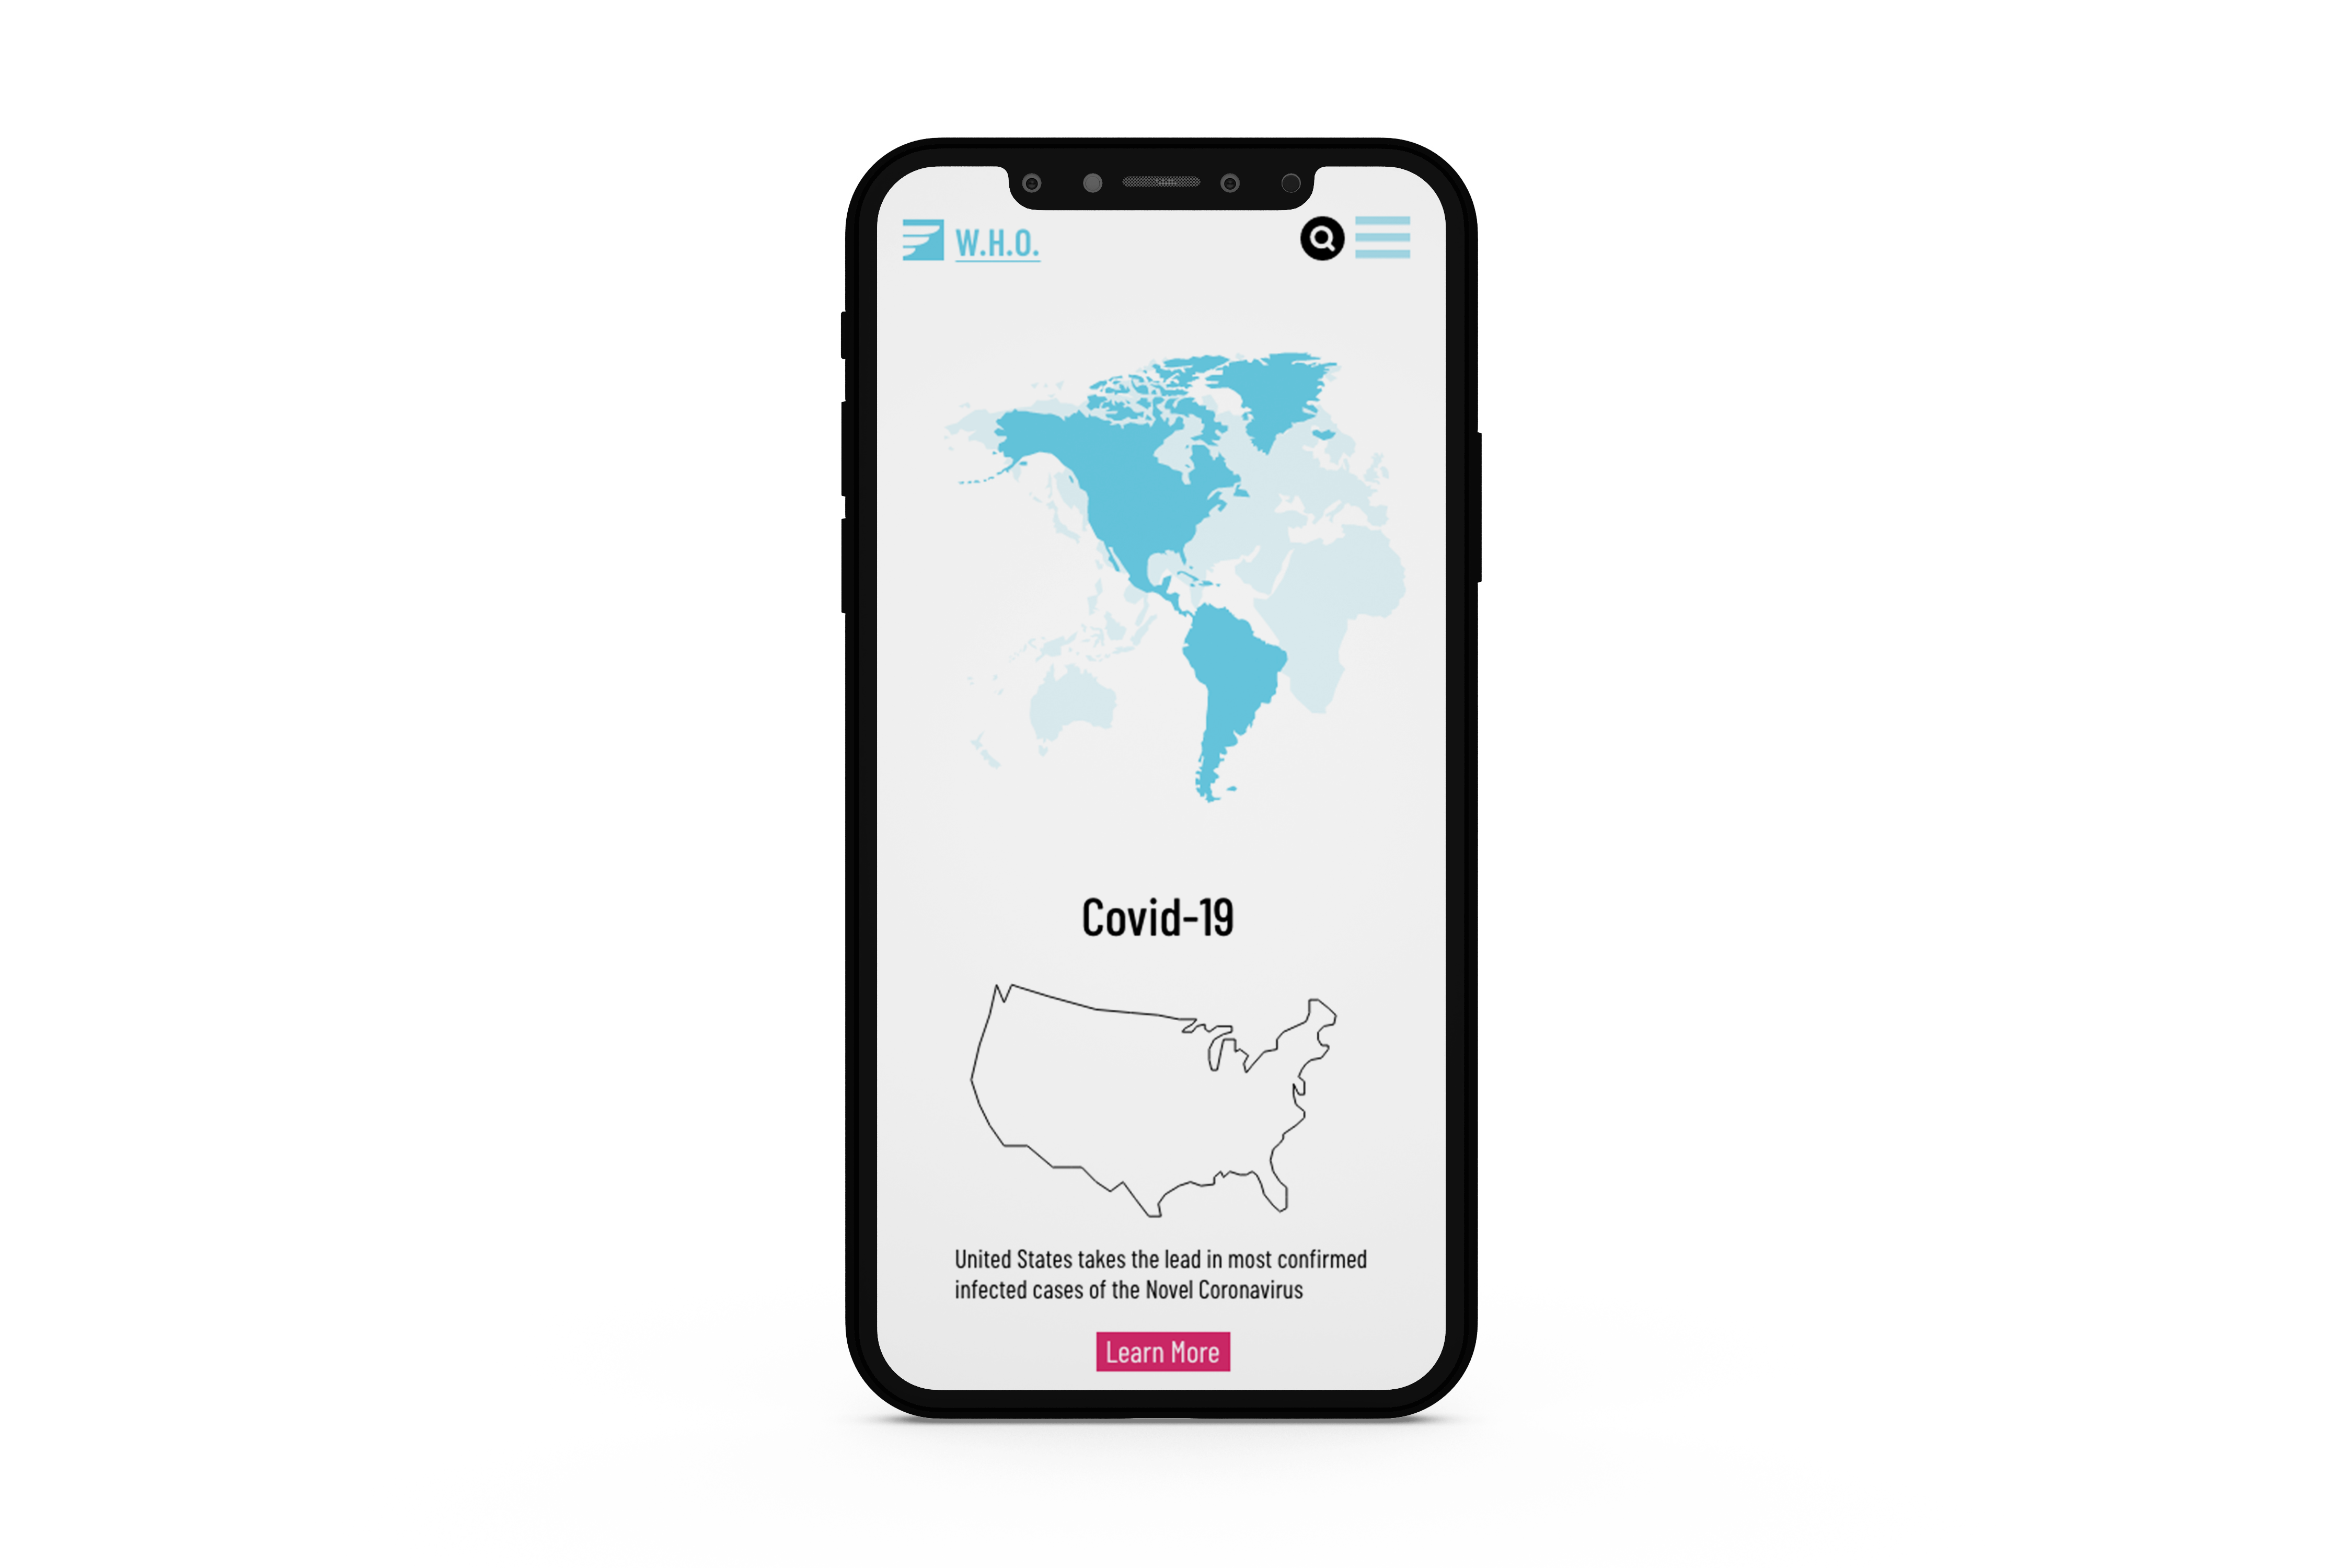 W.H.O.
Covid-19
United States takes the lead in most confirmed
infected cases of the Novel Coronavirus
Learn More